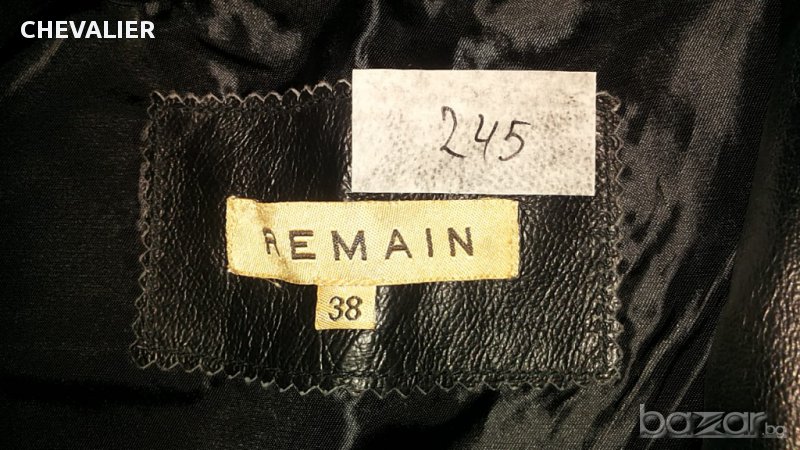 CHEVALIER
245
REMAIN
38
bazar.bg